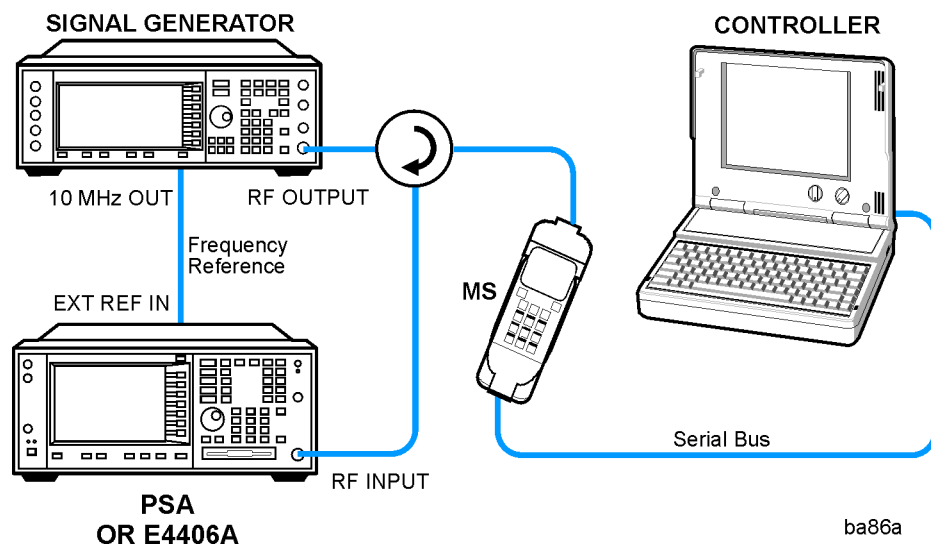 SIGNAL GENERATOR
CONTROLLER
10 MHz OUT
RF OUTPUT
Frequency
Reference
MS
EXT REF IN
Serial Bus
RF INPUT
PSA
OR E4406A
ba86a